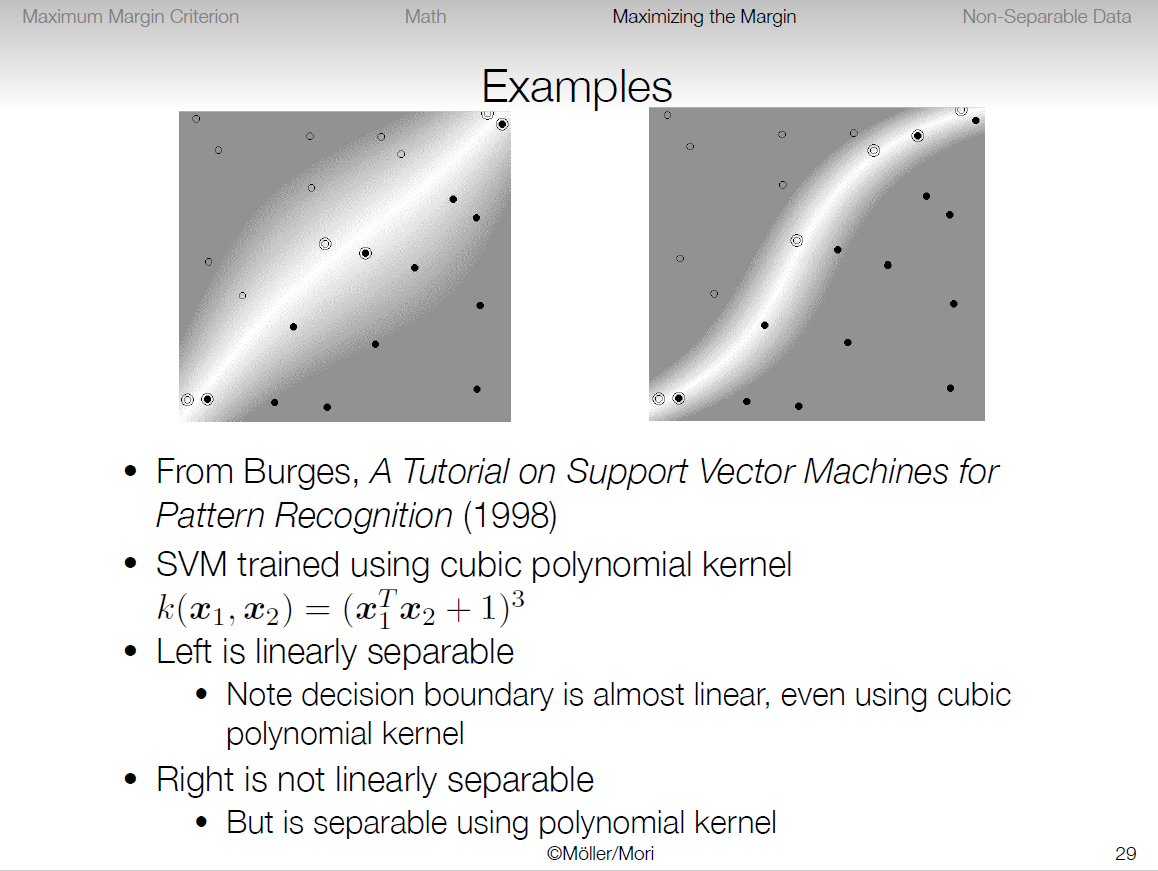 Maximum Margin Criterion Math Maximizing the Margin Non-Separable Data
Examples
• From Burges, A Tutorial on Support Vector Machines for
Pattern Recognition (1998)
• SVM trained using cubic polynomial kernel
k(x₁, x₂) = (x₁ᵀx₂ + 1)³
• Left is linearly separable
• Note decision boundary is almost linear, even using cubic
polynomial kernel
• Right is not linearly separable
• But is separable using polynomial kernel
©Möller/Mori 29